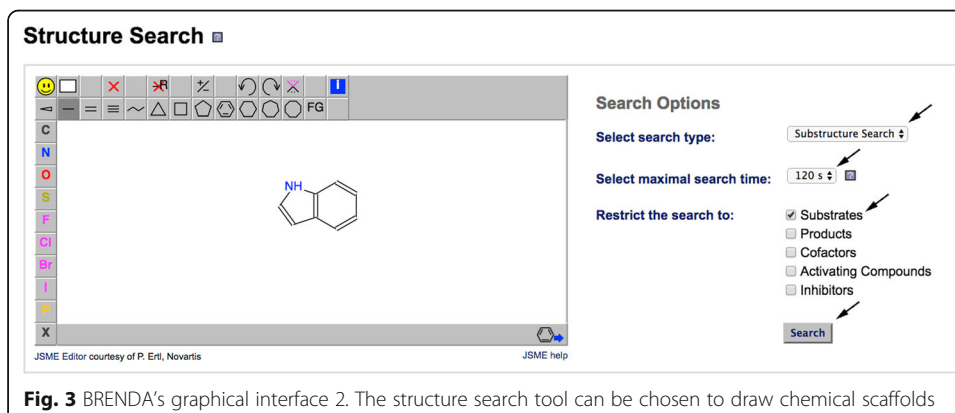 Structure Search ?
R
+/-
I
FG
C
N
O
S
F
Cl
Br
I
P
X
NH
JSME Editor courtesy of P. Ertl, Novartis
JSME help
Search Options
Select search type:
Substructure Search
Select maximal search time:
120 s ?
Restrict the search to:
Substrates
Products
Cofactors
Activating Compounds
Inhibitors
Search
Fig. 3 BRENDA's graphical interface 2. The structure search tool can be chosen to draw chemical scaffolds